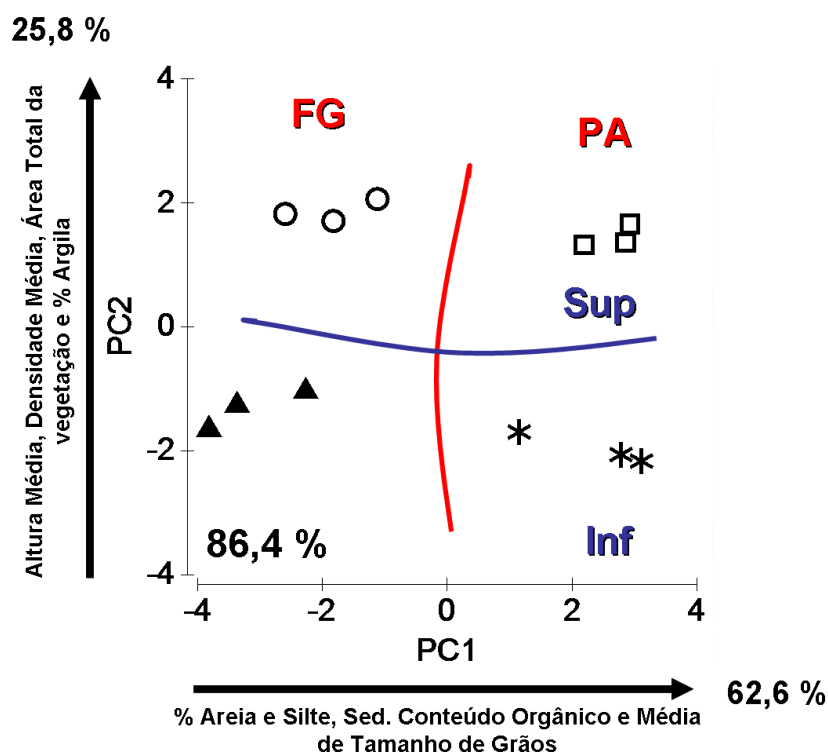 25,8 %
Altura Média, Densidade Média, Área Total da
vegetação e % Argila
PC2
4
2
0
–2
–4
FG
PA
Sup
Inf
86,4 %
–4
–2
0
2
4
PC1
62,6 %
% Areia e Silte, Sed. Conteúdo Orgânico e Média
de Tamanho de Grãos